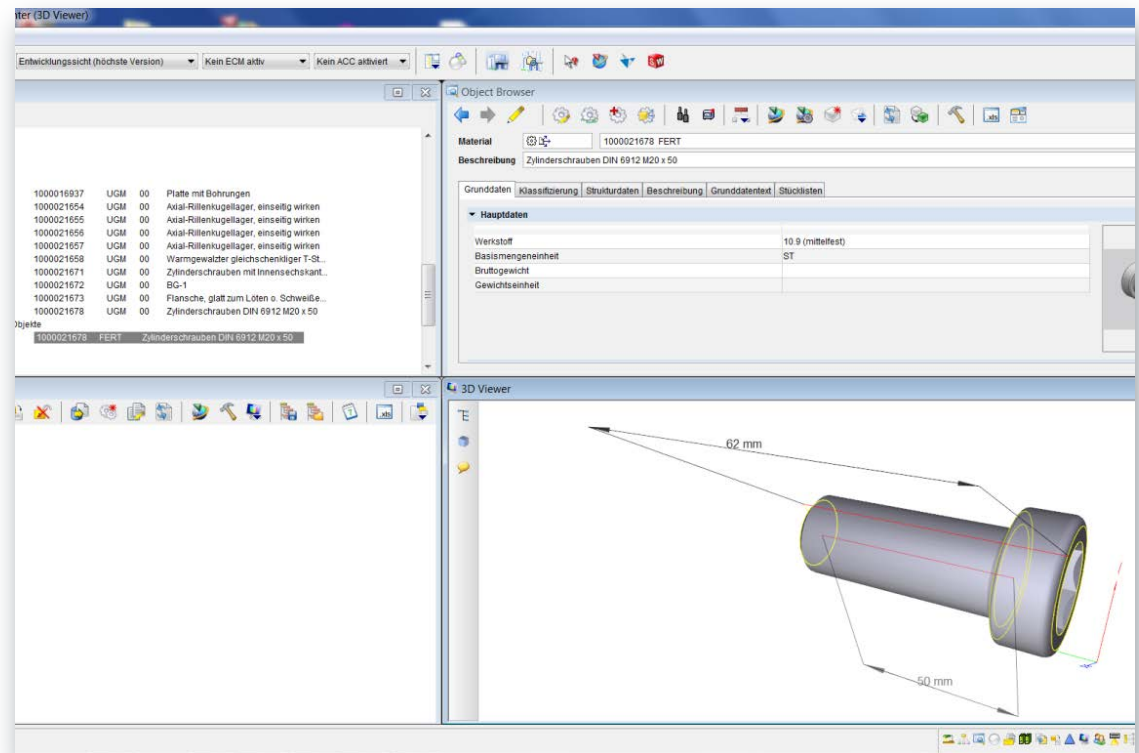 nter (3D Viewer)
Entwicklungssicht (höchste Version) Kein ECM aktiv Kein ACC aktiviert
Object Browser
Material 1000021678 FERT
Beschreibung Zylinderschrauben DIN 6912 M20 x 50
Grunddaten Klassifizierung Strukturdaten Beschreibung Grunddatentext Stücklisten
Hauptdaten
Werkstoff 10.9 (mittelfest)
Basismengeneinheit ST
Bruttogewicht
Gewichtseinheit
1000016937 UGM 00 Platte mit Bohrungen
1000021654 UGM 00 Axial-Rillenkugellager, einseitig wirken
1000021655 UGM 00 Axial-Rillenkugellager, einseitig wirken
1000021656 UGM 00 Axial-Rillenkugellager, einseitig wirken
1000021657 UGM 00 Axial-Rillenkugellager, einseitig wirken
1000021658 UGM 00 Warmgewalzter gleichschenkliger T-St...
1000021671 UGM 00 Zylinderschrauben mit Innensechskant...
1000021672 UGM 00 BG-1
1000021673 UGM 00 Flansche, glatt zum Löten o. Schweiße...
1000021678 UGM 00 Zylinderschrauben DIN 6912 M20 x 50
Objekte
1000021678 FERT Zylinderschrauben DIN 6912 M20 x 50
3D Viewer
62 mm
50 mm